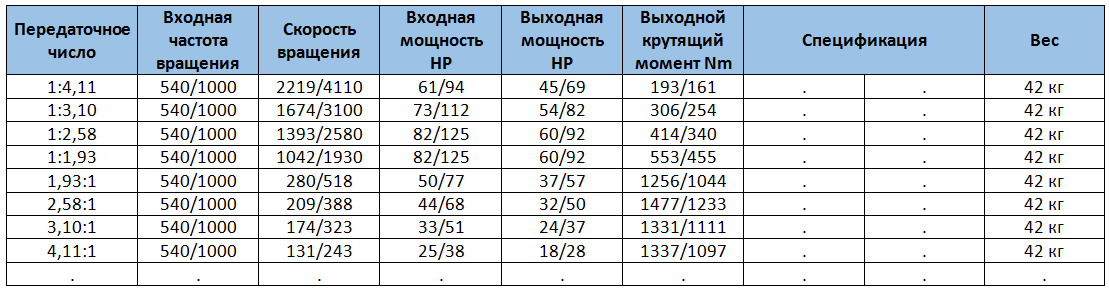 Передаточное число Входная частота вращения Скорость вращения Входная мощность HP Выходная мощность HP Выходной крутящий момент Nm Спецификация Вес
1:4,11 540/1000 2219/4110 61/94 45/69 193/161 . . 42 кг
1:3,10 540/1000 1674/3100 73/112 54/82 306/254 . . 42 кг
1:2,58 540/1000 1393/2580 82/125 60/92 414/340 . . 42 кг
1:1,93 540/1000 1042/1930 82/125 60/92 553/455 . . 42 кг
1,93:1 540/1000 280/518 50/77 37/57 1256/1044 . . 42 кг
2,58:1 540/1000 209/388 44/68 32/50 1477/1233 . . 42 кг
3,10:1 540/1000 174/323 33/51 24/37 1331/1111 . . 42 кг
4,11:1 540/1000 131/243 25/38 18/28 1337/1097 . . 42 кг
. . . . . . . . .